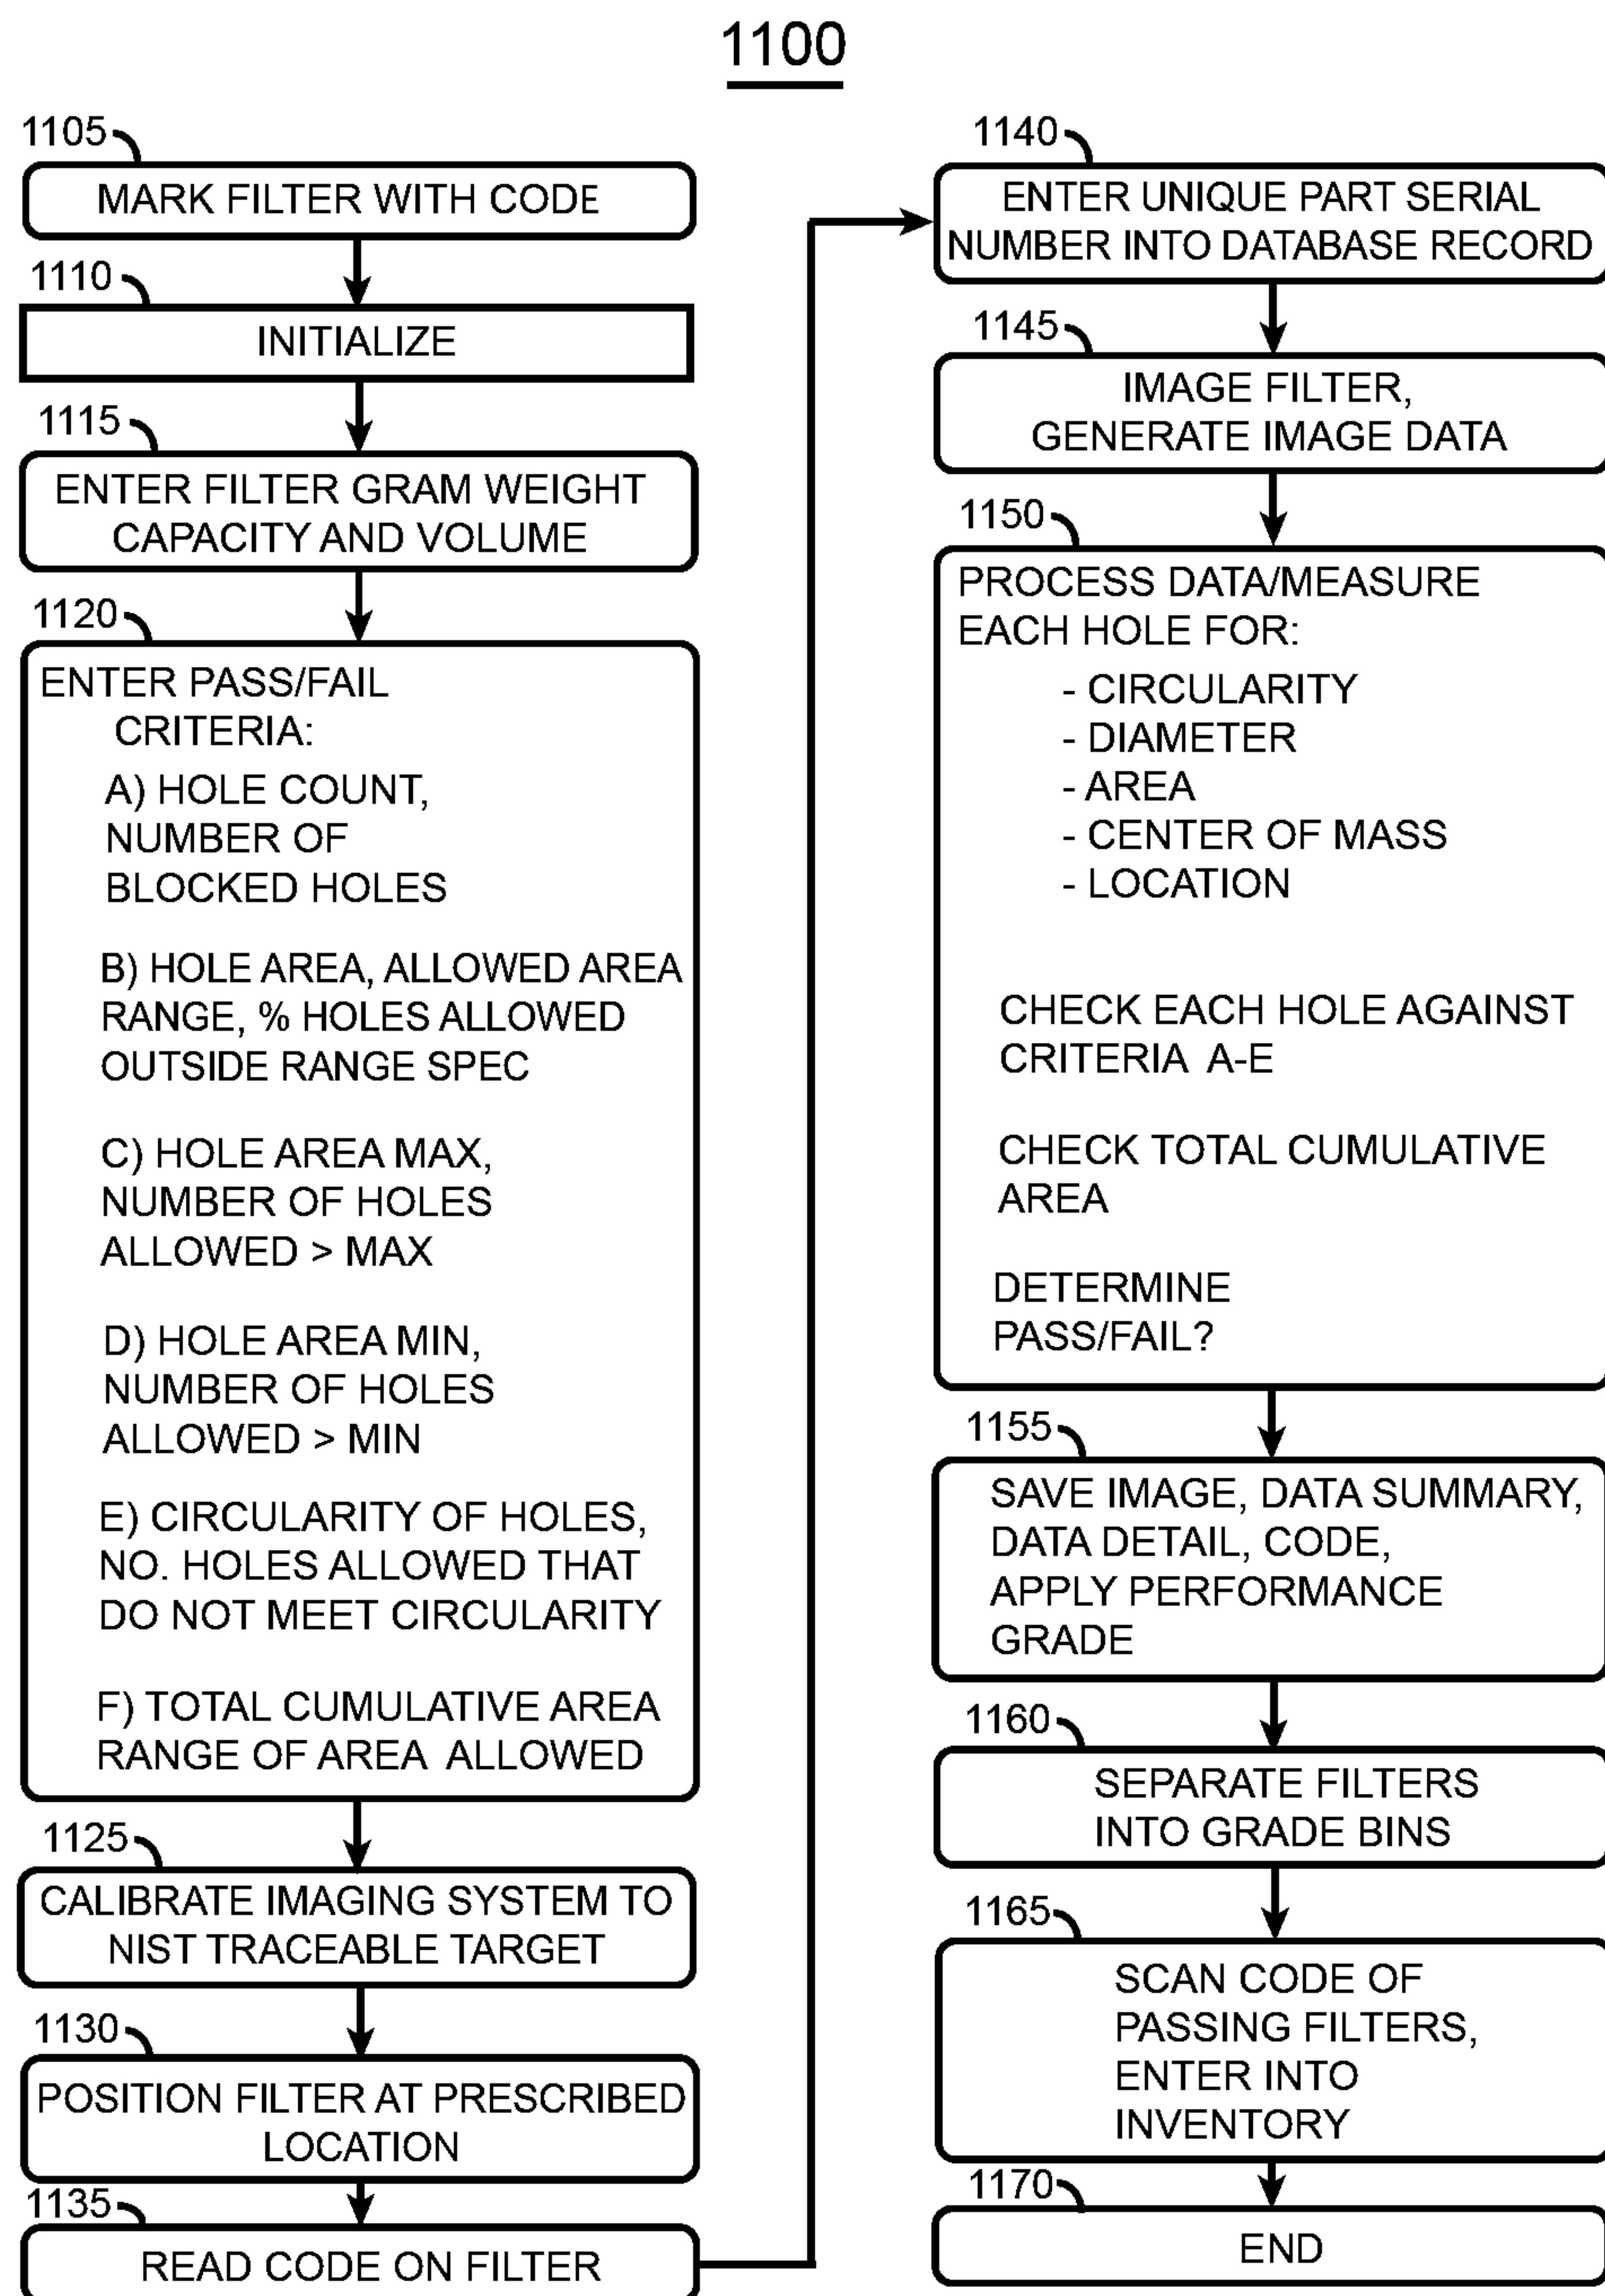 1100
1105
MARK FILTER WITH CODE
1110
INITIALIZE
1115
ENTER FILTER GRAM WEIGHT
CAPACITY AND VOLUME
1120
ENTER PASS/FAIL
CRITERIA:
A) HOLE COUNT,
NUMBER OF
BLOCKED HOLES
B) HOLE AREA, ALLOWED AREA
RANGE, % HOLES ALLOWED
OUTSIDE RANGE SPEC
C) HOLE AREA MAX,
NUMBER OF HOLES
ALLOWED > MAX
D) HOLE AREA MIN,
NUMBER OF HOLES
ALLOWED > MIN
E) CIRCULARITY OF HOLES,
NO. HOLES ALLOWED THAT
DO NOT MEET CIRCULARITY
F) TOTAL CUMULATIVE AREA
RANGE OF AREA ALLOWED
1125
CALIBRATE IMAGING SYSTEM TO
NIST TRACEABLE TARGET
1130
POSITION FILTER AT PRESCRIBED
LOCATION
1135
READ CODE ON FILTER
1140
ENTER UNIQUE PART SERIAL
NUMBER INTO DATABASE RECORD
1145
IMAGE FILTER,
GENERATE IMAGE DATA
1150
PROCESS DATA/MEASURE
EACH HOLE FOR:
- CIRCULARITY
- DIAMETER
- AREA
- CENTER OF MASS
- LOCATION
CHECK EACH HOLE AGAINST
CRITERIA A-E
CHECK TOTAL CUMULATIVE
AREA
DETERMINE
PASS/FAIL?
1155
SAVE IMAGE, DATA SUMMARY,
DATA DETAIL, CODE,
APPLY PERFORMANCE
GRADE
1160
SEPARATE FILTERS
INTO GRADE BINS
1165
SCAN CODE OF
PASSING FILTERS,
ENTER INTO
INVENTORY
1170
END